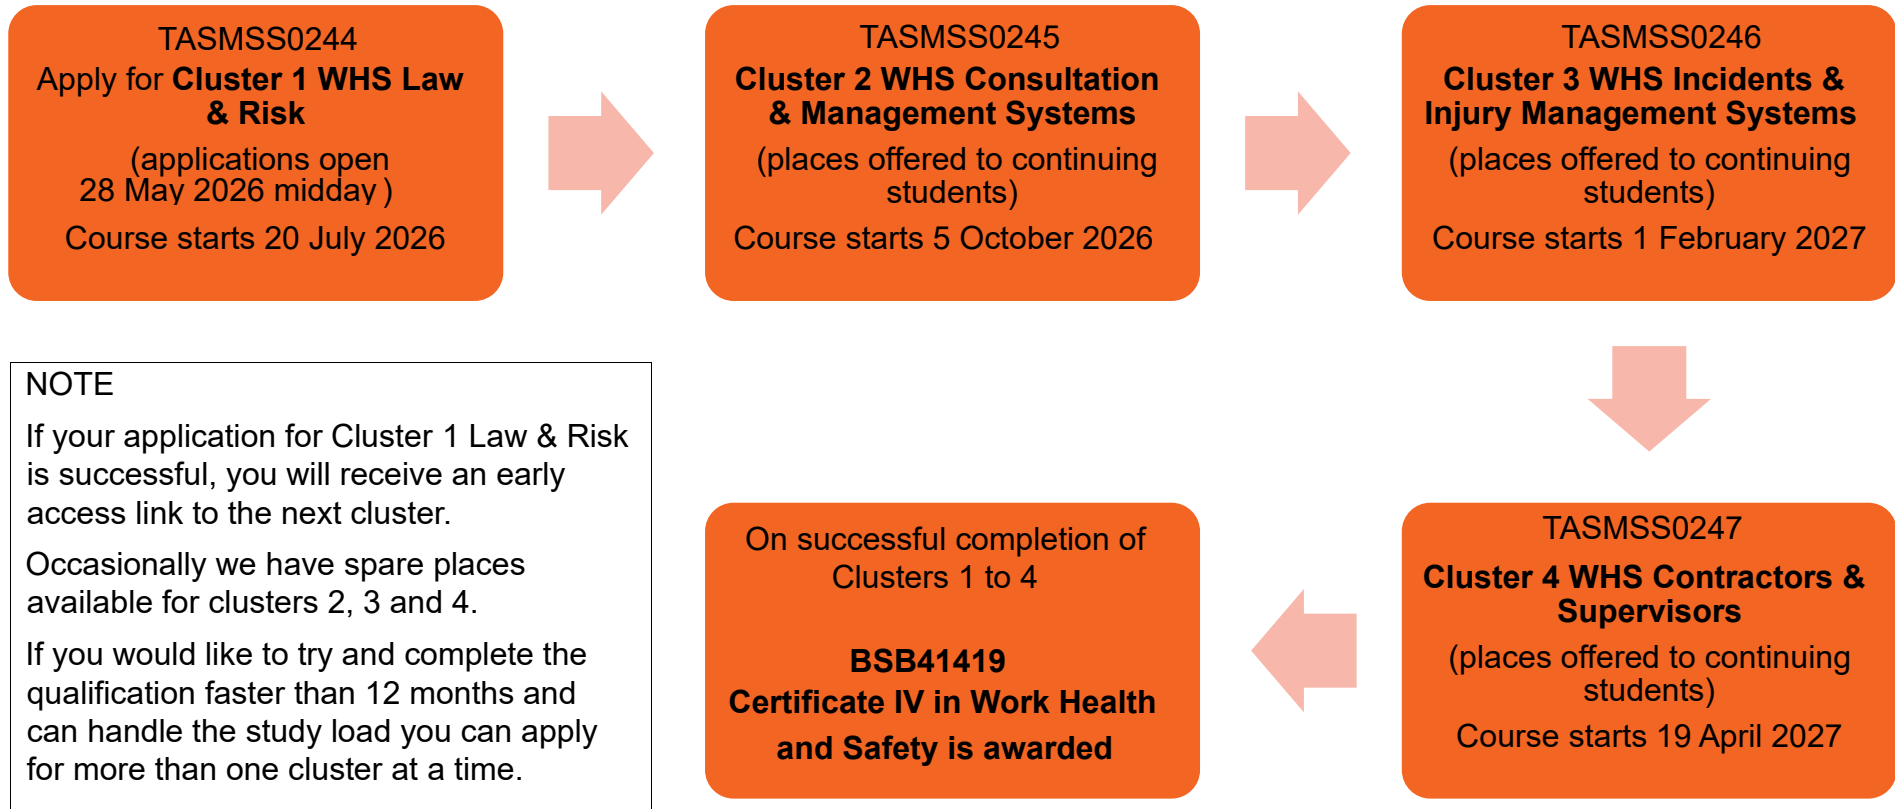 TASMSS0244
Apply for Cluster 1 WHS Law
& Risk
(applications open
28 May 2026 midday )
Course starts 20 July 2026
TASMSS0245
Cluster 2 WHS Consultation
& Management Systems
(places offered to continuing
students)
Course starts 5 October 2026
TASMSS0246
Cluster 3 WHS Incidents &
Injury Management Systems
(places offered to continuing
students)
Course starts 1 February 2027
TASMSS0247
Cluster 4 WHS Contractors &
Supervisors
(places offered to continuing
students)
Course starts 19 April 2027
On successful completion of
Clusters 1 to 4
BSB41419
Certificate IV in Work Health
and Safety is awarded
NOTE
If your application for Cluster 1 Law & Risk
is successful, you will receive an early
access link to the next cluster.
Occasionally we have spare places
available for clusters 2, 3 and 4.
If you would like to try and complete the
qualification faster than 12 months and
can handle the study load you can apply
for more than one cluster at a time.